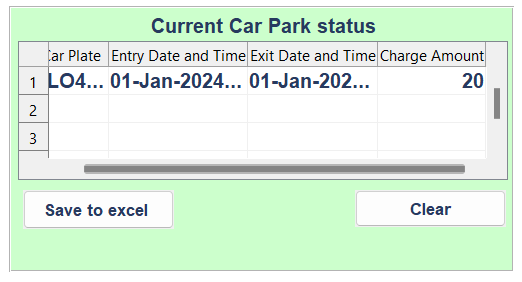 Current Car Park status
Car Plate Entry Date and Time Exit Date and Time Charge Amount
1 LO4... 01-Jan-2024... 01-Jan-202... 20
2
3
Save to excel Clear